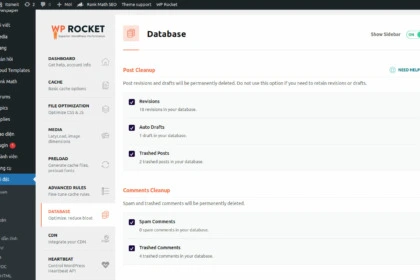 Mới
Rank Math SEO
Theme support
WP ROCKET
Database
Show Sidebar
DASHBOARD
Get help, account info
CACHE
Basic cache options
FILE OPTIMIZATION
Optimize CSS & JS
MEDIA
LazyLoad, image
dimensions
PRELOAD
Generate cache files,
preload fonts
ADVANCED RULES
Fine-tune cache rules
DATABASE
Optimize, reduce bloat
CDN
Integrate your CDN
HEARTBEAT
Control WordPress
Heartbeat API
Post Cleanup
NEED HELP
Post revisions and drafts will be permanently deleted. Do not use this option if you need to retain revisions or drafts.
Revisions
18 revisions in your database.
Auto Drafts
1 draft in your database.
Trashed Posts
2 trashed posts in your database.
Comments Cleanup
Spam and trashed comments will be permanently deleted.
Spam Comments
0 spam comments in your database.
Trashed Comments
4 trashed comments in your database.